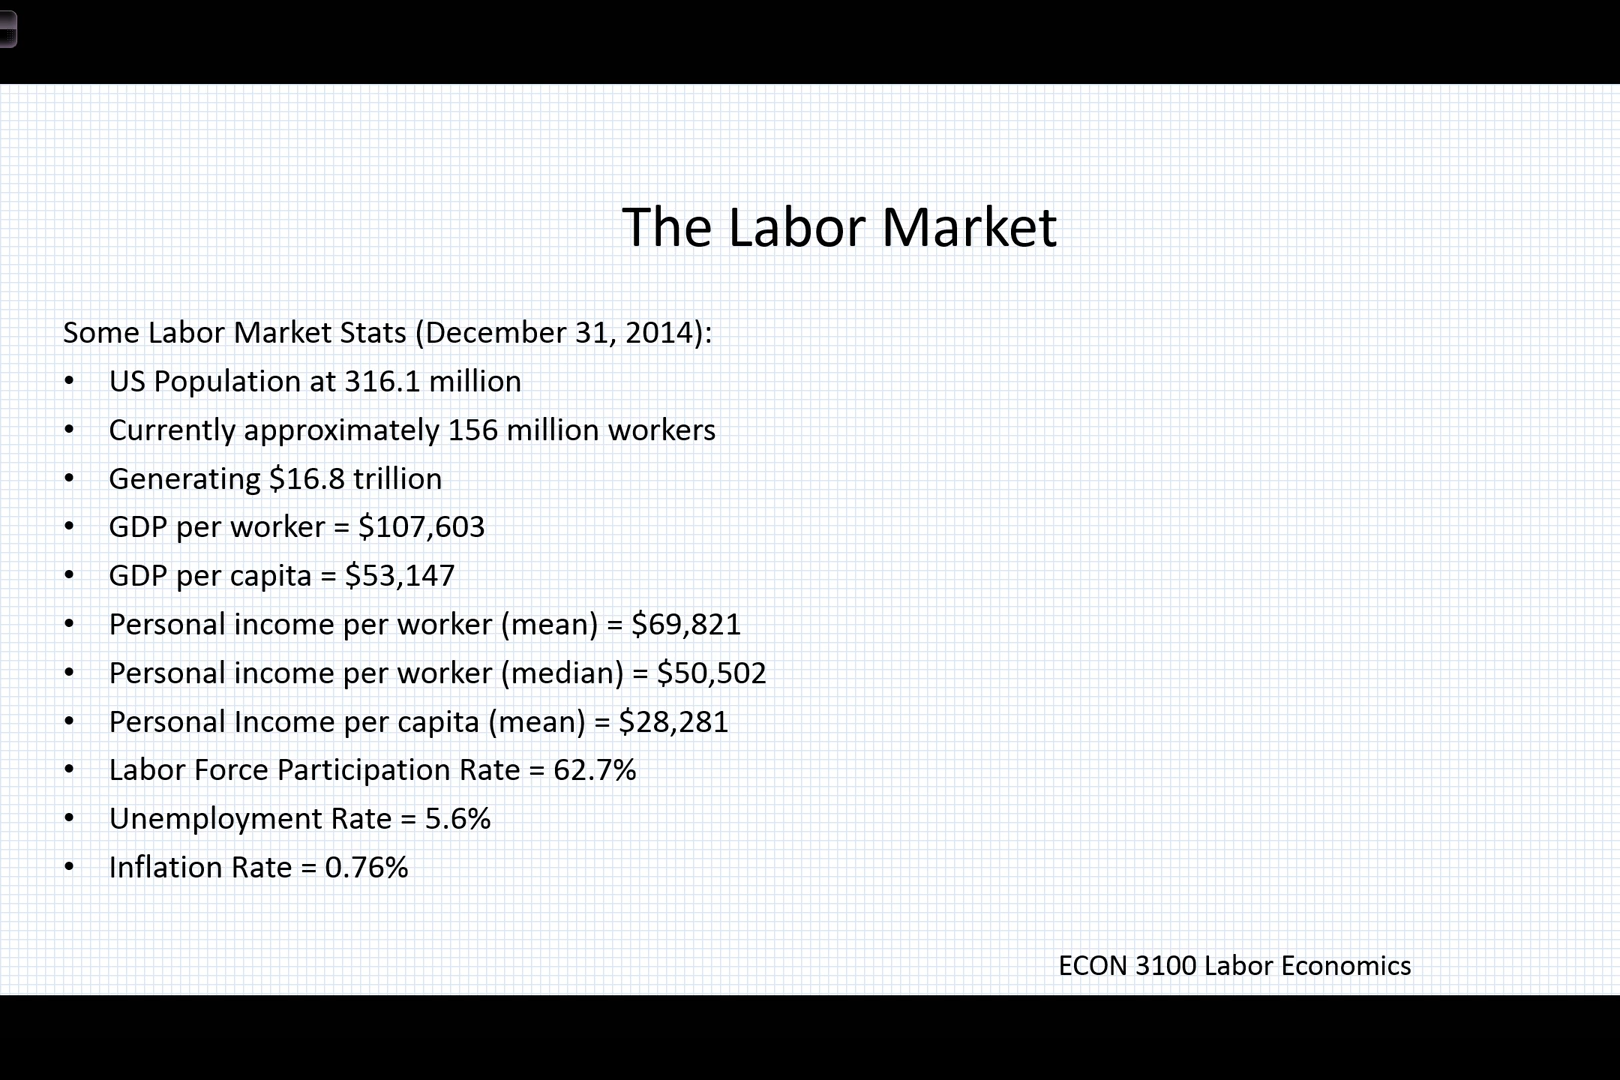 The Labor Market
Some Labor Market Stats (December 31, 2014):
• US Population at 316.1 million
• Currently approximately 156 million workers
• Generating $16.8 trillion
• GDP per worker = $107,603
• GDP per capita = $53,147
• Personal income per worker (mean) = $69,821
• Personal income per worker (median) = $50,502
• Personal Income per capita (mean) = $28,281
• Labor Force Participation Rate = 62.7%
• Unemployment Rate = 5.6%
• Inflation Rate = 0.76%
ECON 3100 Labor Economics